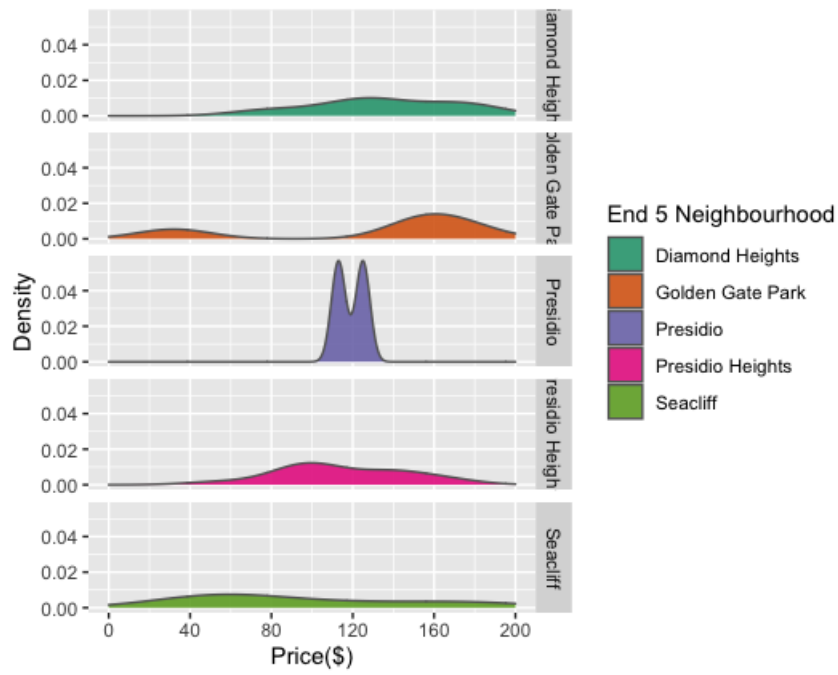 0.04
0.02
0.00
iamond Heigh
0.04
0.02
0.00
olden Gate Pa
0.04
0.02
0.00
Presidio
0.04
0.02
0.00
residio Heigh
0.04
0.02
0.00
Seacliff
Density
0 40 80 120 160 200
Price($)
End 5 Neighbourhood
Diamond Heights
Golden Gate Park
Presidio
Presidio Heights
Seacliff